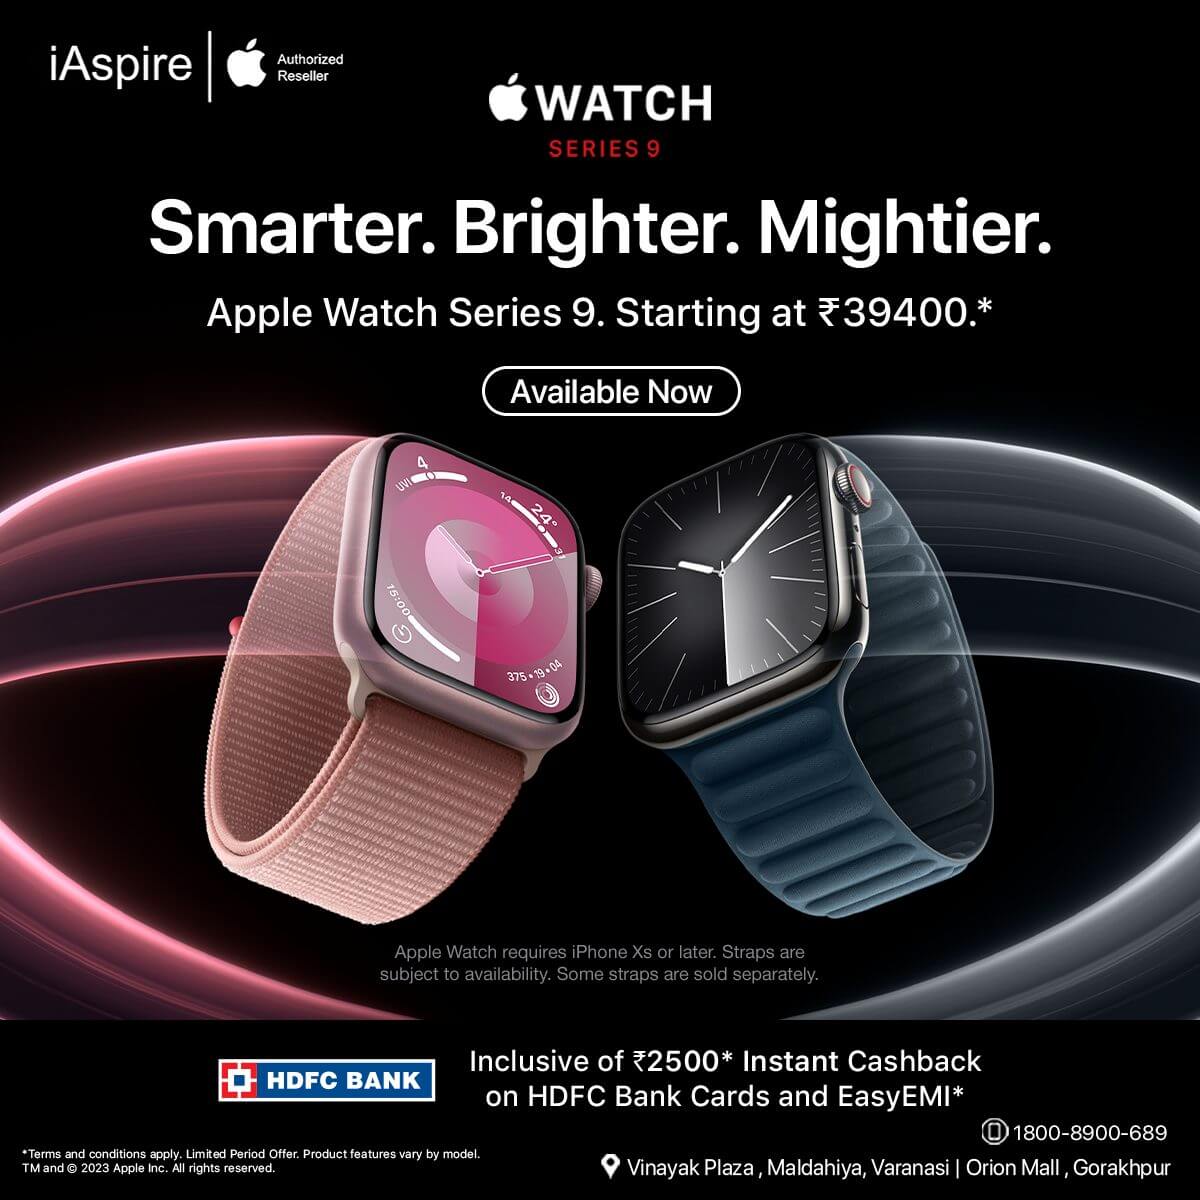 iAspire
Authorized
Reseller
WATCH
SERIES 9
Smarter. Brighter. Mightier.
Apple Watch Series 9. Starting at ₹39400.*
Available Now
4
UVI
14
24°
31
15:00
375•19•04
Apple Watch requires iPhone Xs or later. Straps are
subject to availability. Some straps are sold separately.
HDFC BANK
Inclusive of ₹2500* Instant Cashback
on HDFC Bank Cards and EasyEMI*
1800-8900-689
*Terms and conditions apply. Limited Period Offer. Product features vary by model.
TM and © 2023 Apple Inc. All rights reserved.
Vinayak Plaza , Maldahiya, Varanasi | Orion Mall , Gorakhpur